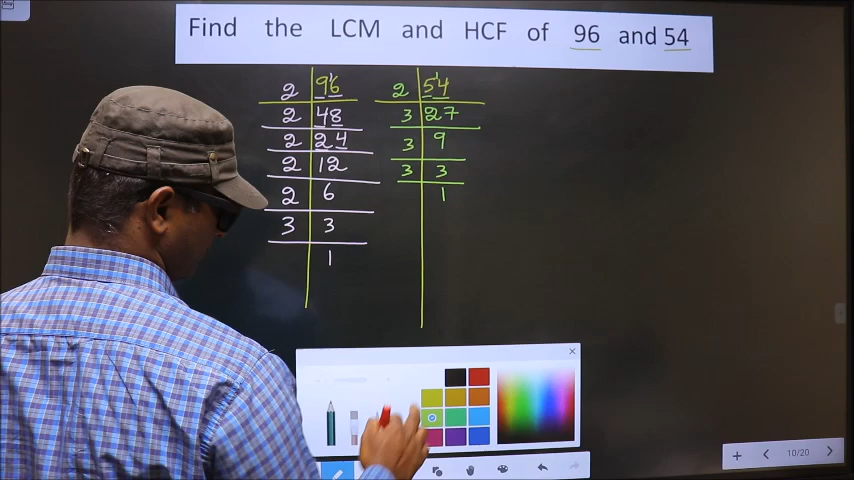 Find the LCM and HCF of 96 and 54
2 96 2 54
2 48 3 27
2 24 3 9
2 12 3 3
2 6 1
3 3
1
10/20